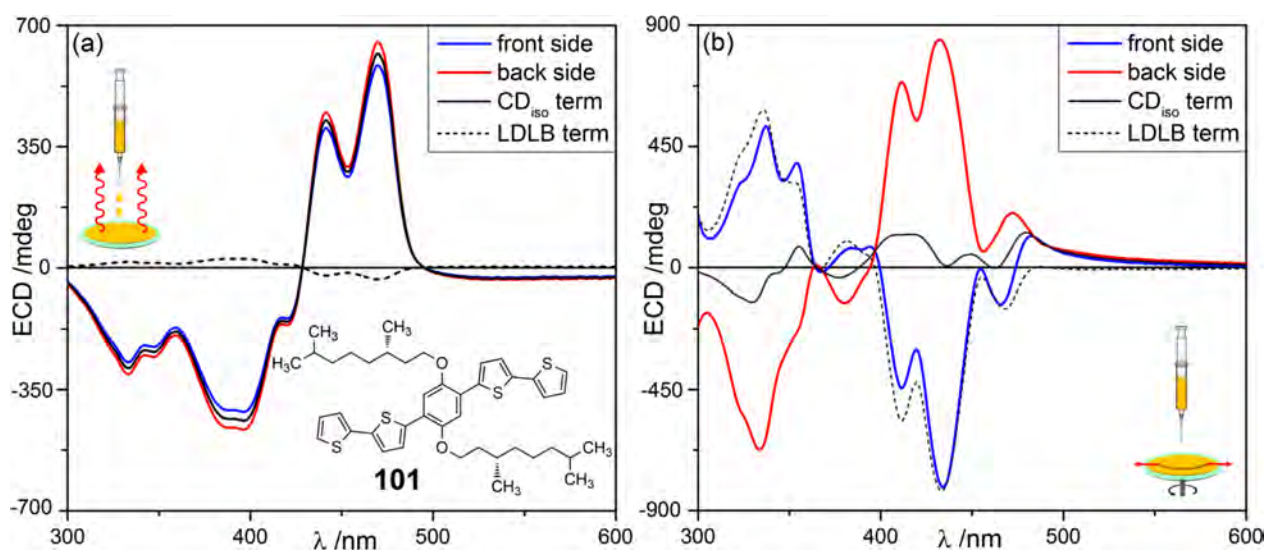 (a)
front side
back side
CD_iso term
LDLB term
ECD /mdeg
700
350
0
-350
-700
300
400
500
600
λ /nm
CH₃
CH₃
H₃C
O
S
S
S
S
O
CH₃
CH₃
CH₃
101
(b)
front side
back side
CD_iso term
LDLB term
ECD /mdeg
900
450
0
-450
-900
300
400
500
600
λ /nm